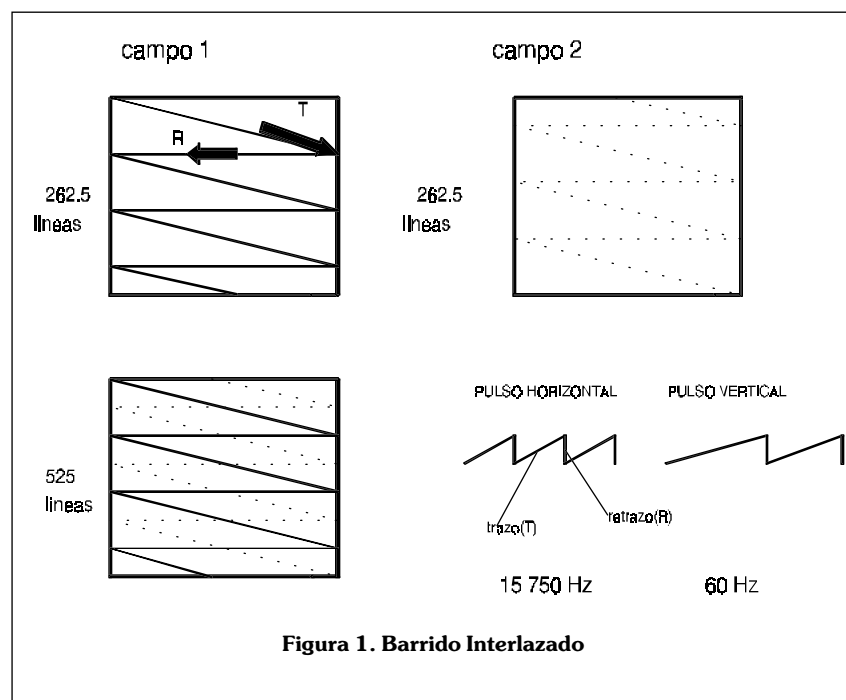 campo 1
campo 2
T
R
262.5
lineas
262.5
lineas
PULSO HORIZONTAL
PULSO VERTICAL
525
lineas
trazo(T)
retrazo(R)
15 750 Hz
60 Hz
Figura 1. Barrido Interlazado